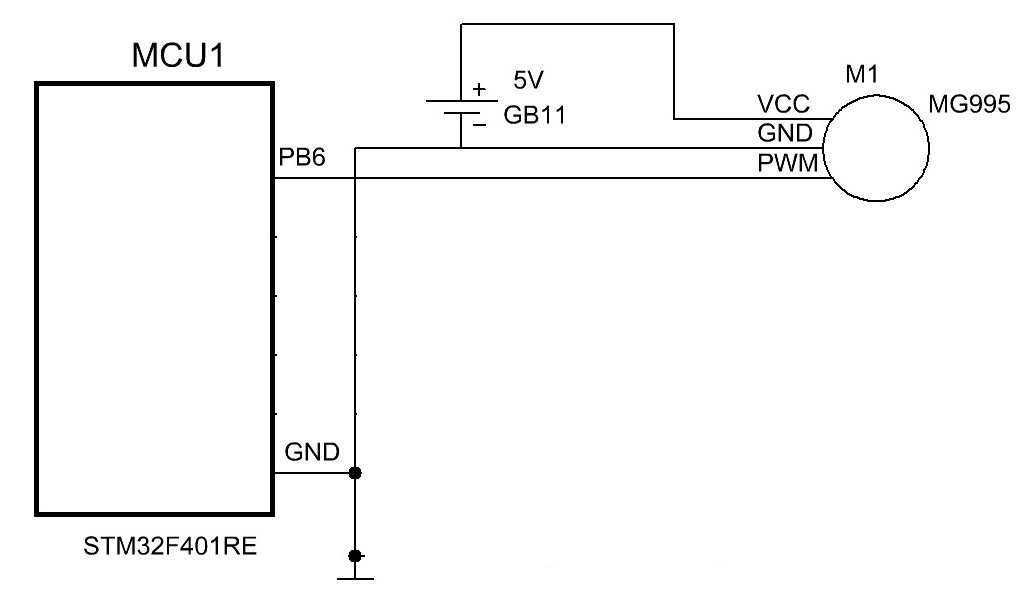 MCU1
5V
GB11
+
−
M1
MG995
VCC
GND
PWM
PB6
GND
STM32F401RE